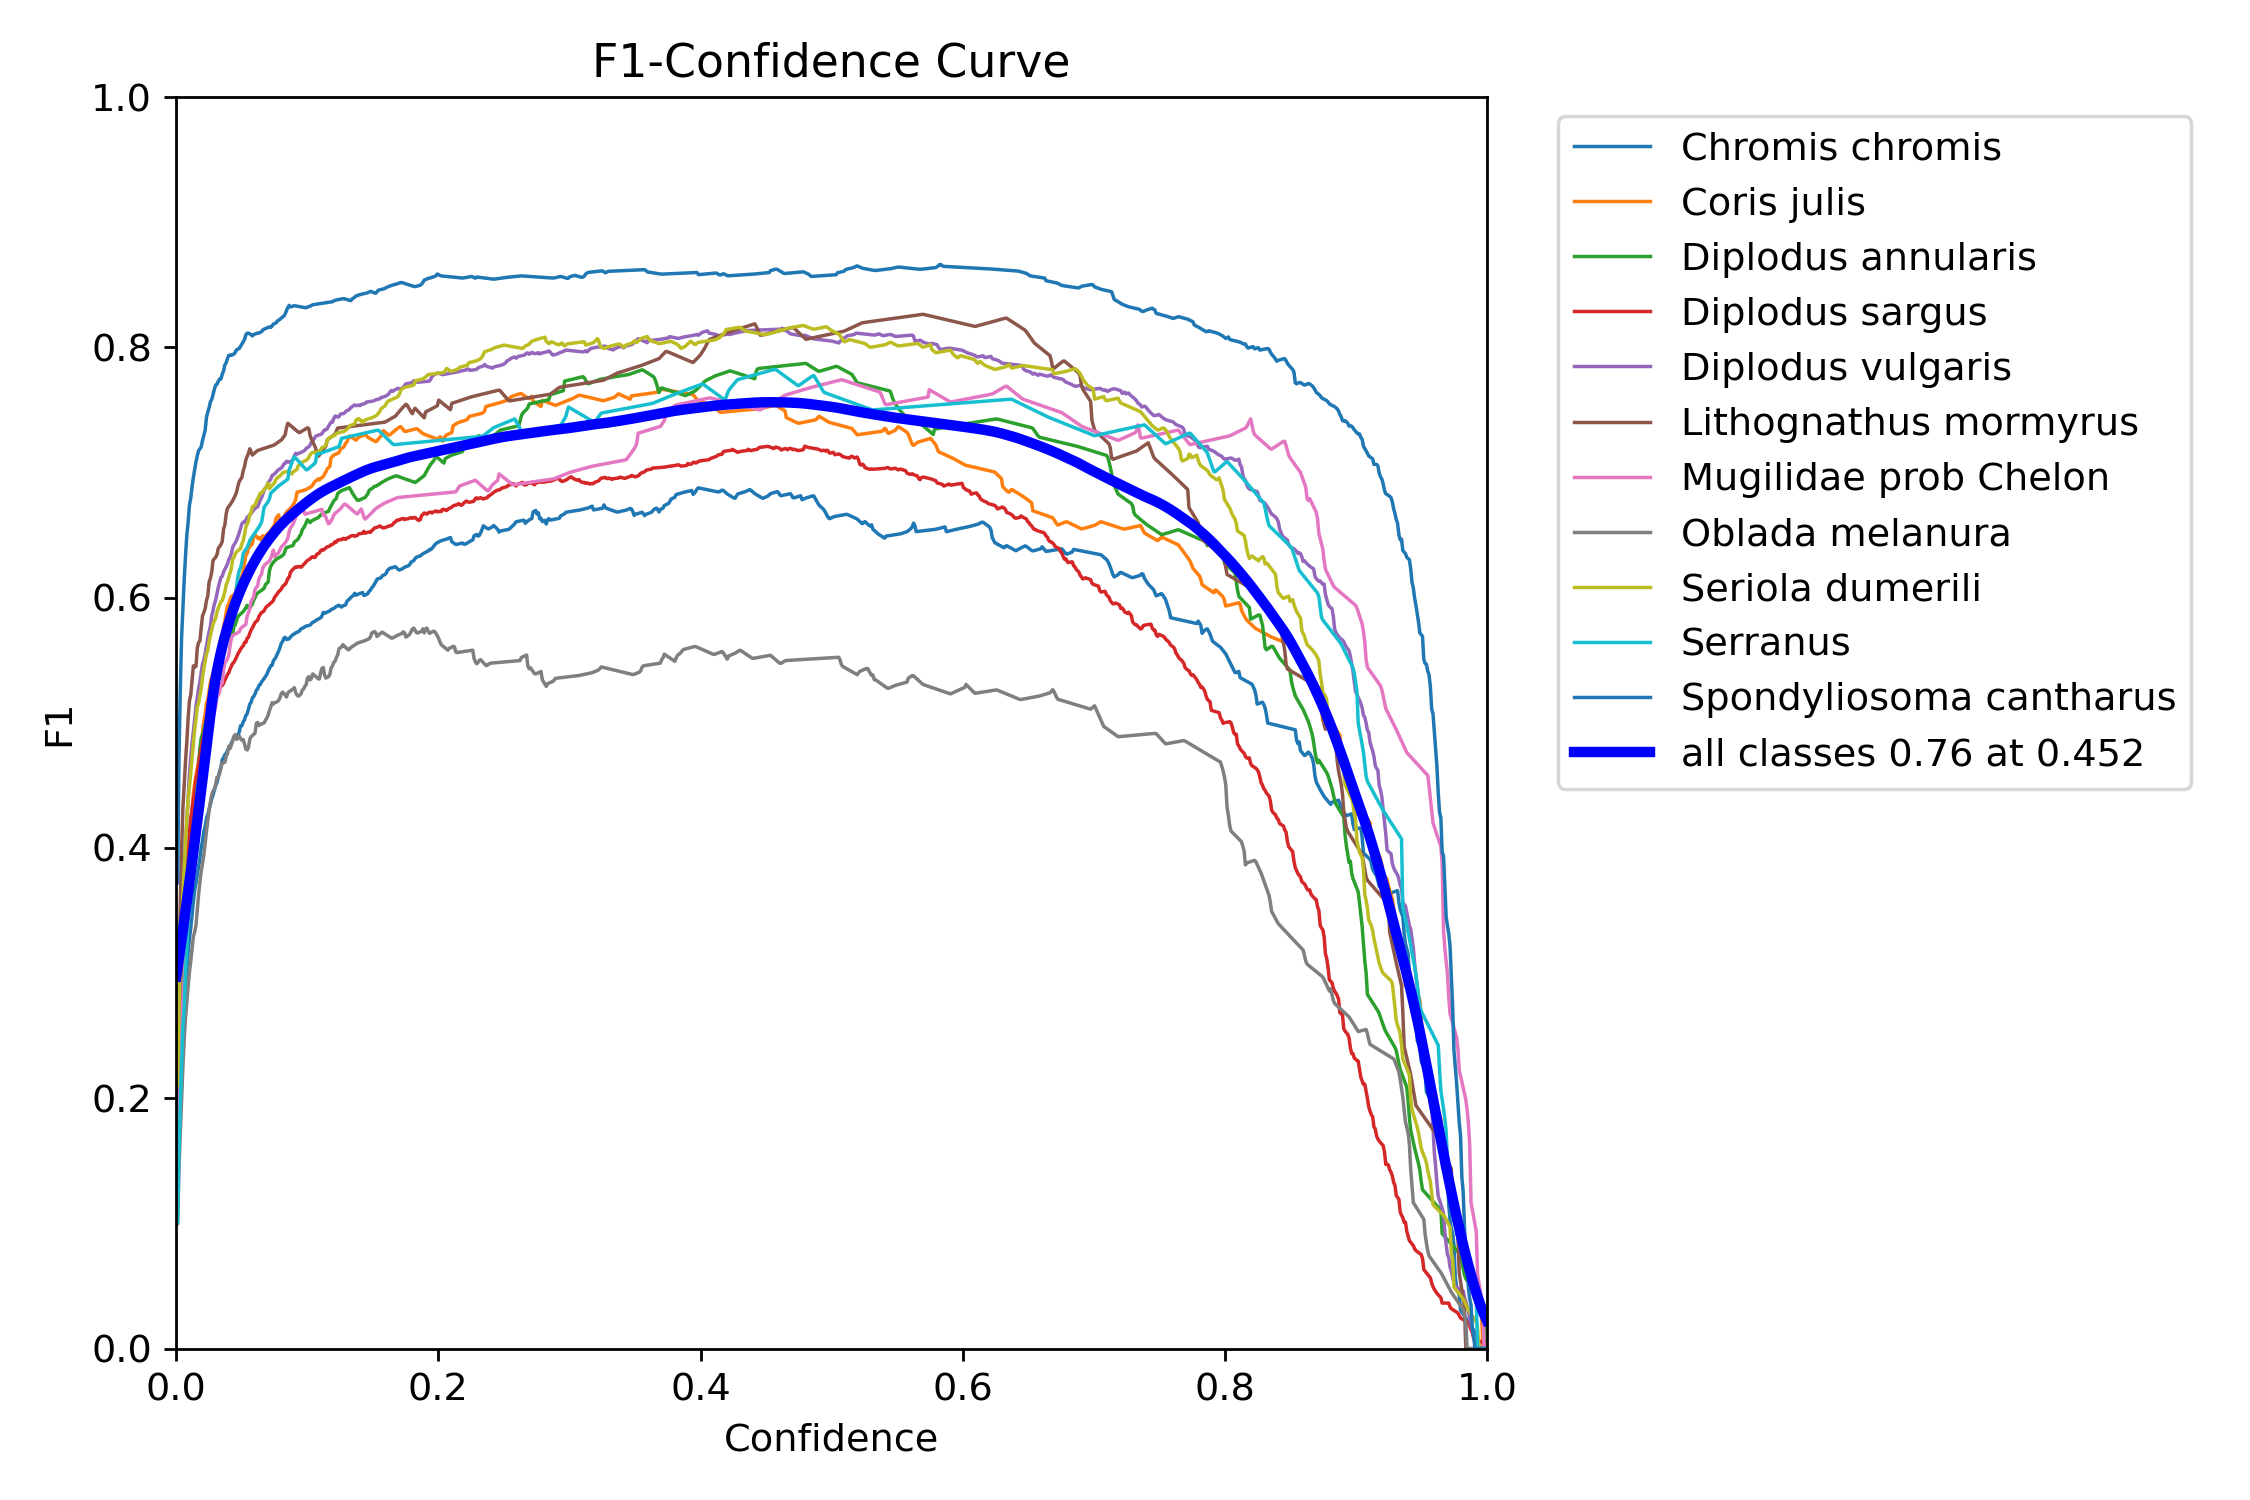 F1-Confidence Curve
1.0
0.8
0.6
0.4
0.2
0.0
F1
0.0 0.2 0.4 0.6 0.8 1.0
Confidence
Chromis chromis
Coris julis
Diplodus annularis
Diplodus sargus
Diplodus vulgaris
Lithognathus mormyrus
Mugilidae prob Chelon
Oblada melanura
Seriola dumerili
Serranus
Spondyliosoma cantharus
all classes 0.76 at 0.452